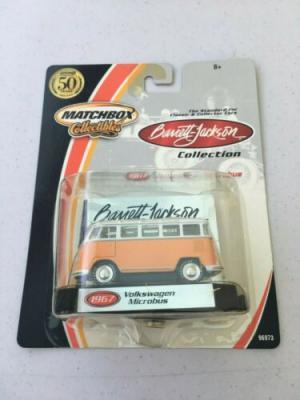 50
8+
MATCHBOX
Collectibles
The Standard For
Classic & Collector Cars
Barrett-Jackson
Collection
1967
Barrett-Jackson
1967
Volkswagen
Microbus
96973